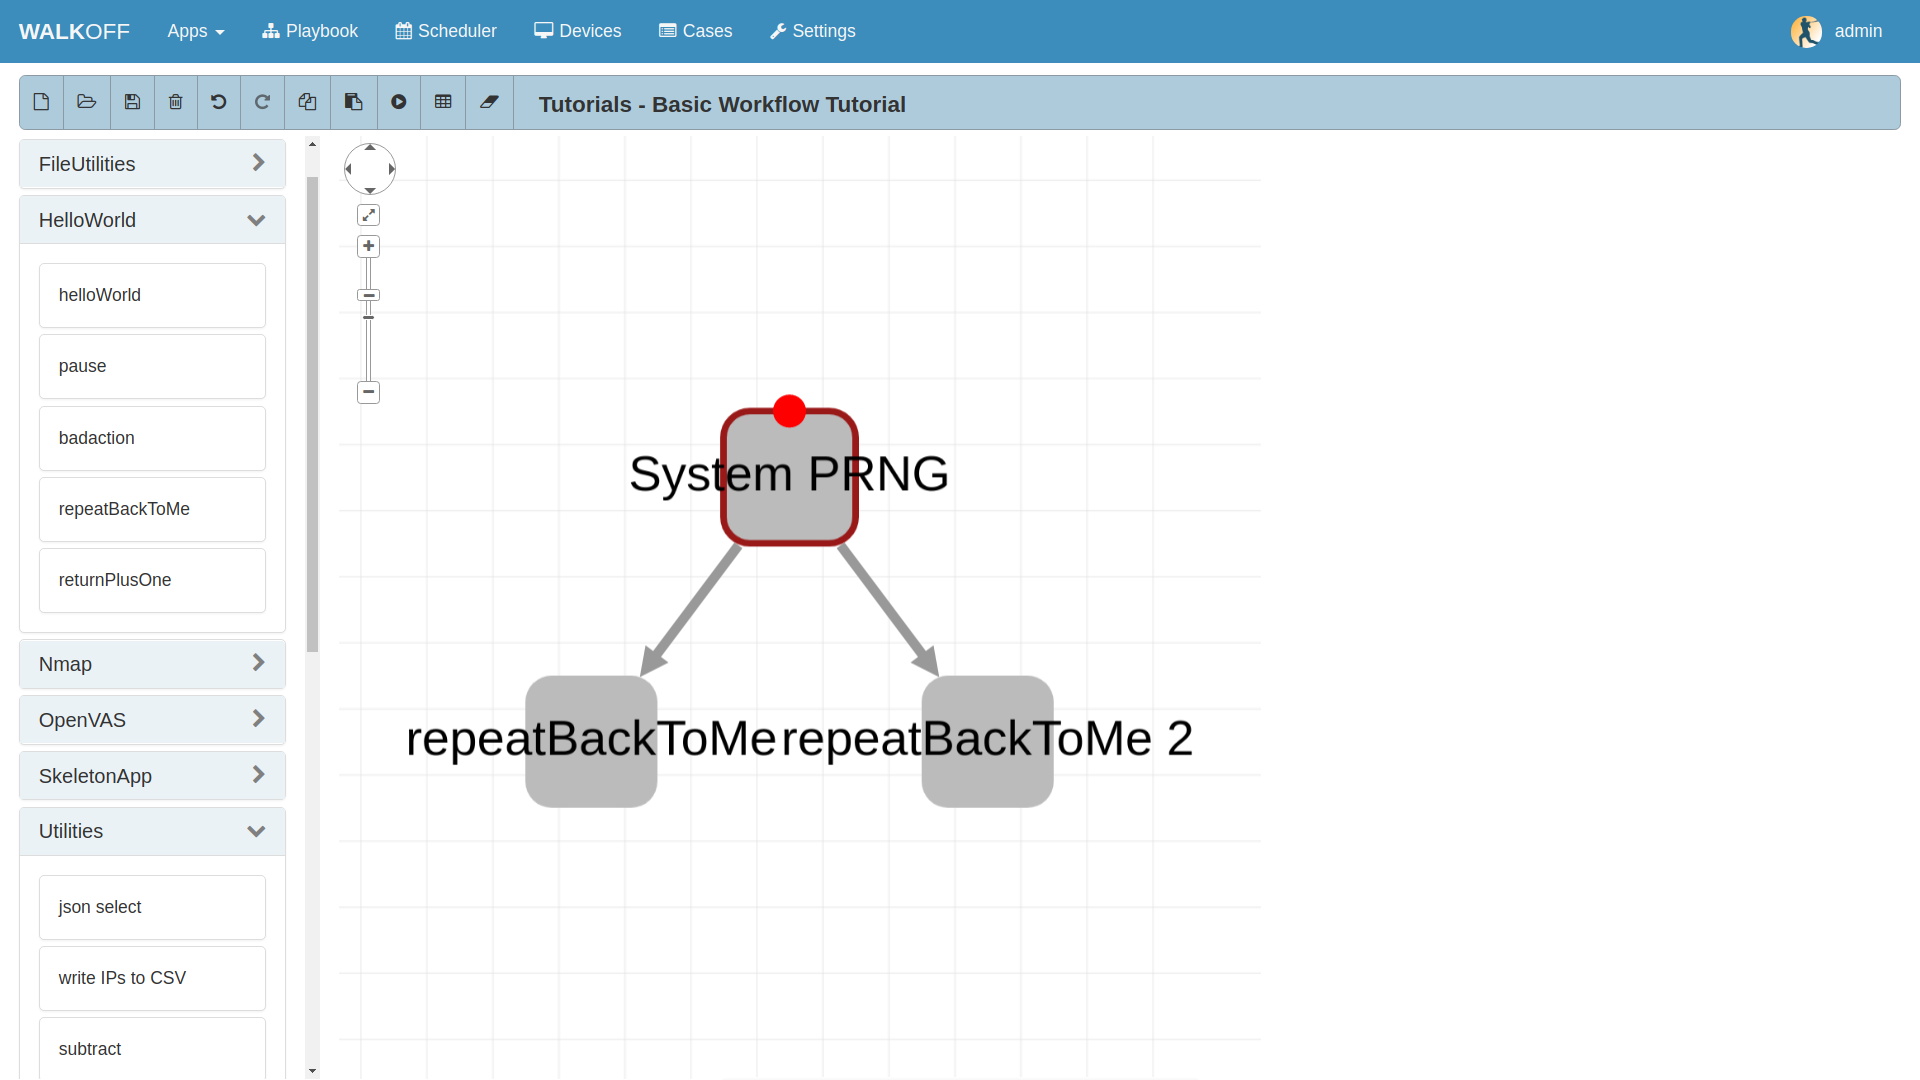 WALKOFF Apps Playbook Scheduler Devices Cases Settings admin
Tutorials - Basic Workflow Tutorial
FileUtilities
HelloWorld
helloWorld
pause
badaction
repeatBackToMe
returnPlusOne
Nmap
OpenVAS
SkeletonApp
Utilities
json select
write IPs to CSV
subtract
System PRNG
repeatBackToMe
repeatBackToMe 2